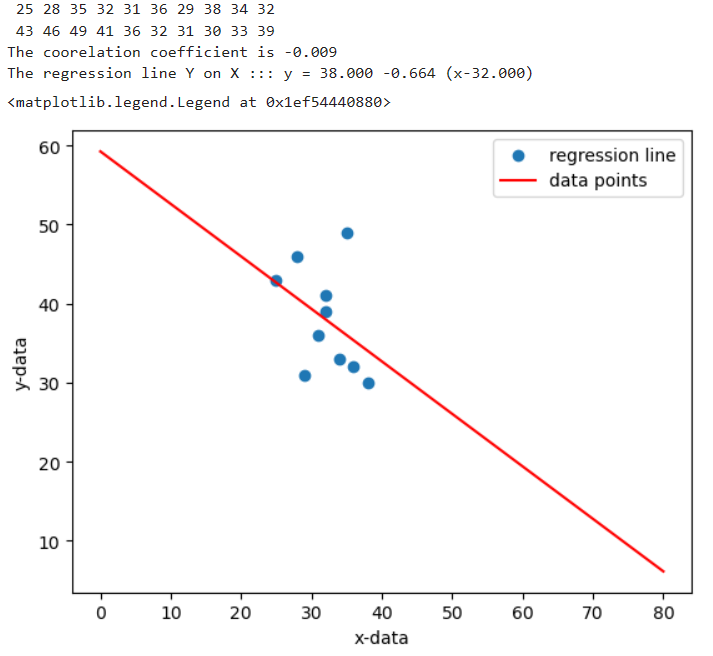 25 28 35 32 31 36 29 38 34 32
43 46 49 41 36 32 31 30 33 39
The coorelation coefficient is -0.009
The regression line Y on X ::: y = 38.000 -0.664 (x-32.000)
<matplotlib.legend.Legend at 0x1ef54440880>
regression line
data points
60
50
40
30
20
10
y-data
0 10 20 30 40 50 60 70 80
x-data